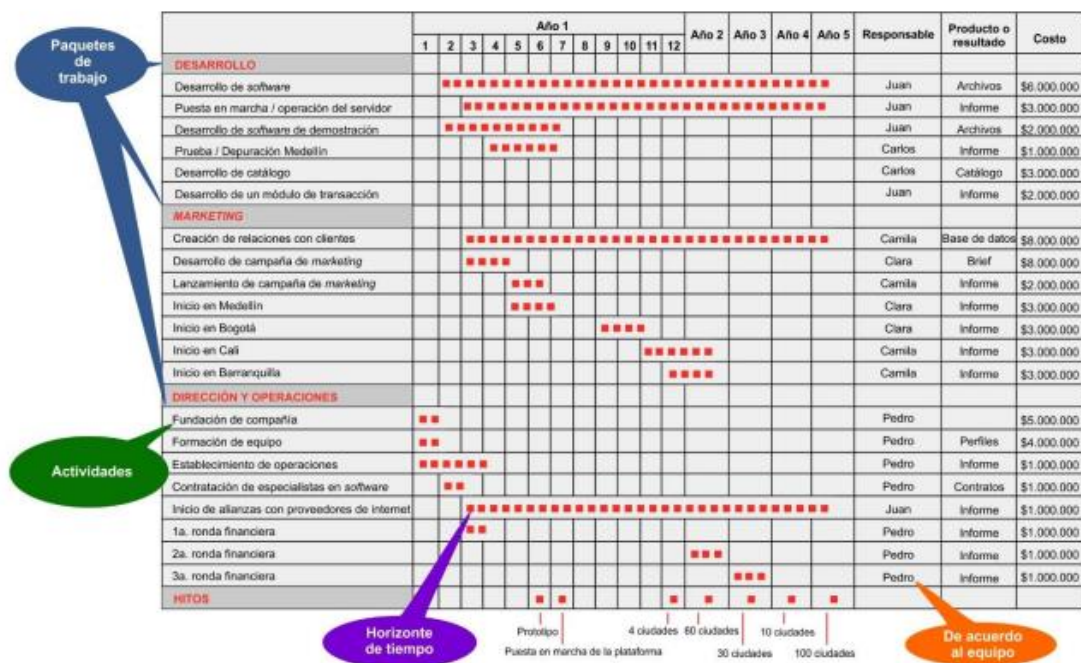 Paquetes
de
trabajo
Año 1
Año 2 Año 3 Año 4 Año 5 Responsable Producto o resultado Costo
1 2 3 4 5 6 7 8 9 10 11 12
DESARROLLO
Desarrollo de software Juan Archivos $6.000.000
Puesta en marcha / operación del servidor Juan Informe $3.000.000
Desarrollo de software de demostración Juan Archivos $2.000.000
Prueba / Depuración Medellín Carlos Informe $1.000.000
Desarrollo de catálogo Carlos Catálogo $3.000.000
Desarrollo de un módulo de transacción Juan Informe $2.000.000
MARKETING
Creación de relaciones con clientes Camila Base de datos $8.000.000
Desarrollo de campaña de marketing Clara Brief $8.000.000
Lanzamiento de campaña de marketing Camila Informe $2.000.000
Inicio en Medellín Clara Informe $3.000.000
Inicio en Bogotá Clara Informe $3.000.000
Inicio en Cali Camila Informe $3.000.000
Inicio en Barranquilla Camila Informe $3.000.000
DIRECCIÓN Y OPERACIONES
Fundación de compañía Pedro $5.000.000
Formación de equipo Pedro Perfiles $4.000.000
Actividades
Establecimiento de operaciones Pedro Informe $1.000.000
Contratación de especialistas en software Pedro Contratos $1.000.000
Inicio de alianzas con proveedores de internet Juan Informe $1.000.000
1a. ronda financiera Pedro Informe $1.000.000
2a. ronda financiera Pedro Informe $1.000.000
3a. ronda financiera Pedro Informe $1.000.000
HITOS
Horizonte
de tiempo
Prototipo
4 ciudades
60 ciudades
10 ciudades
Puesta en marcha de la plataforma
30 ciudades
100 ciudades
De acuerdo
al equipo